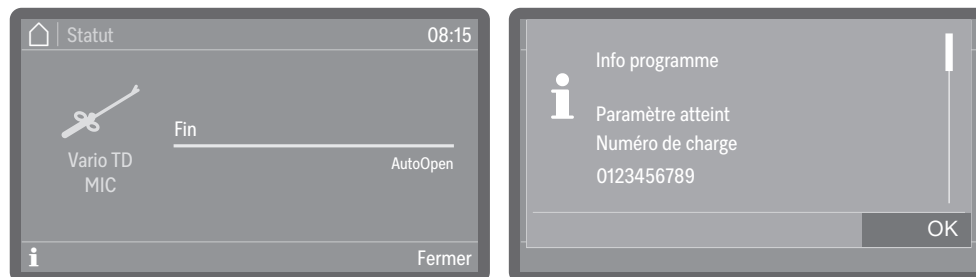 Statut
08:15
Fin
Vario TD
MIC
AutoOpen
i
Fermer
i
Info programme
Paramètre atteint
Numéro de charge
0123456789
OK